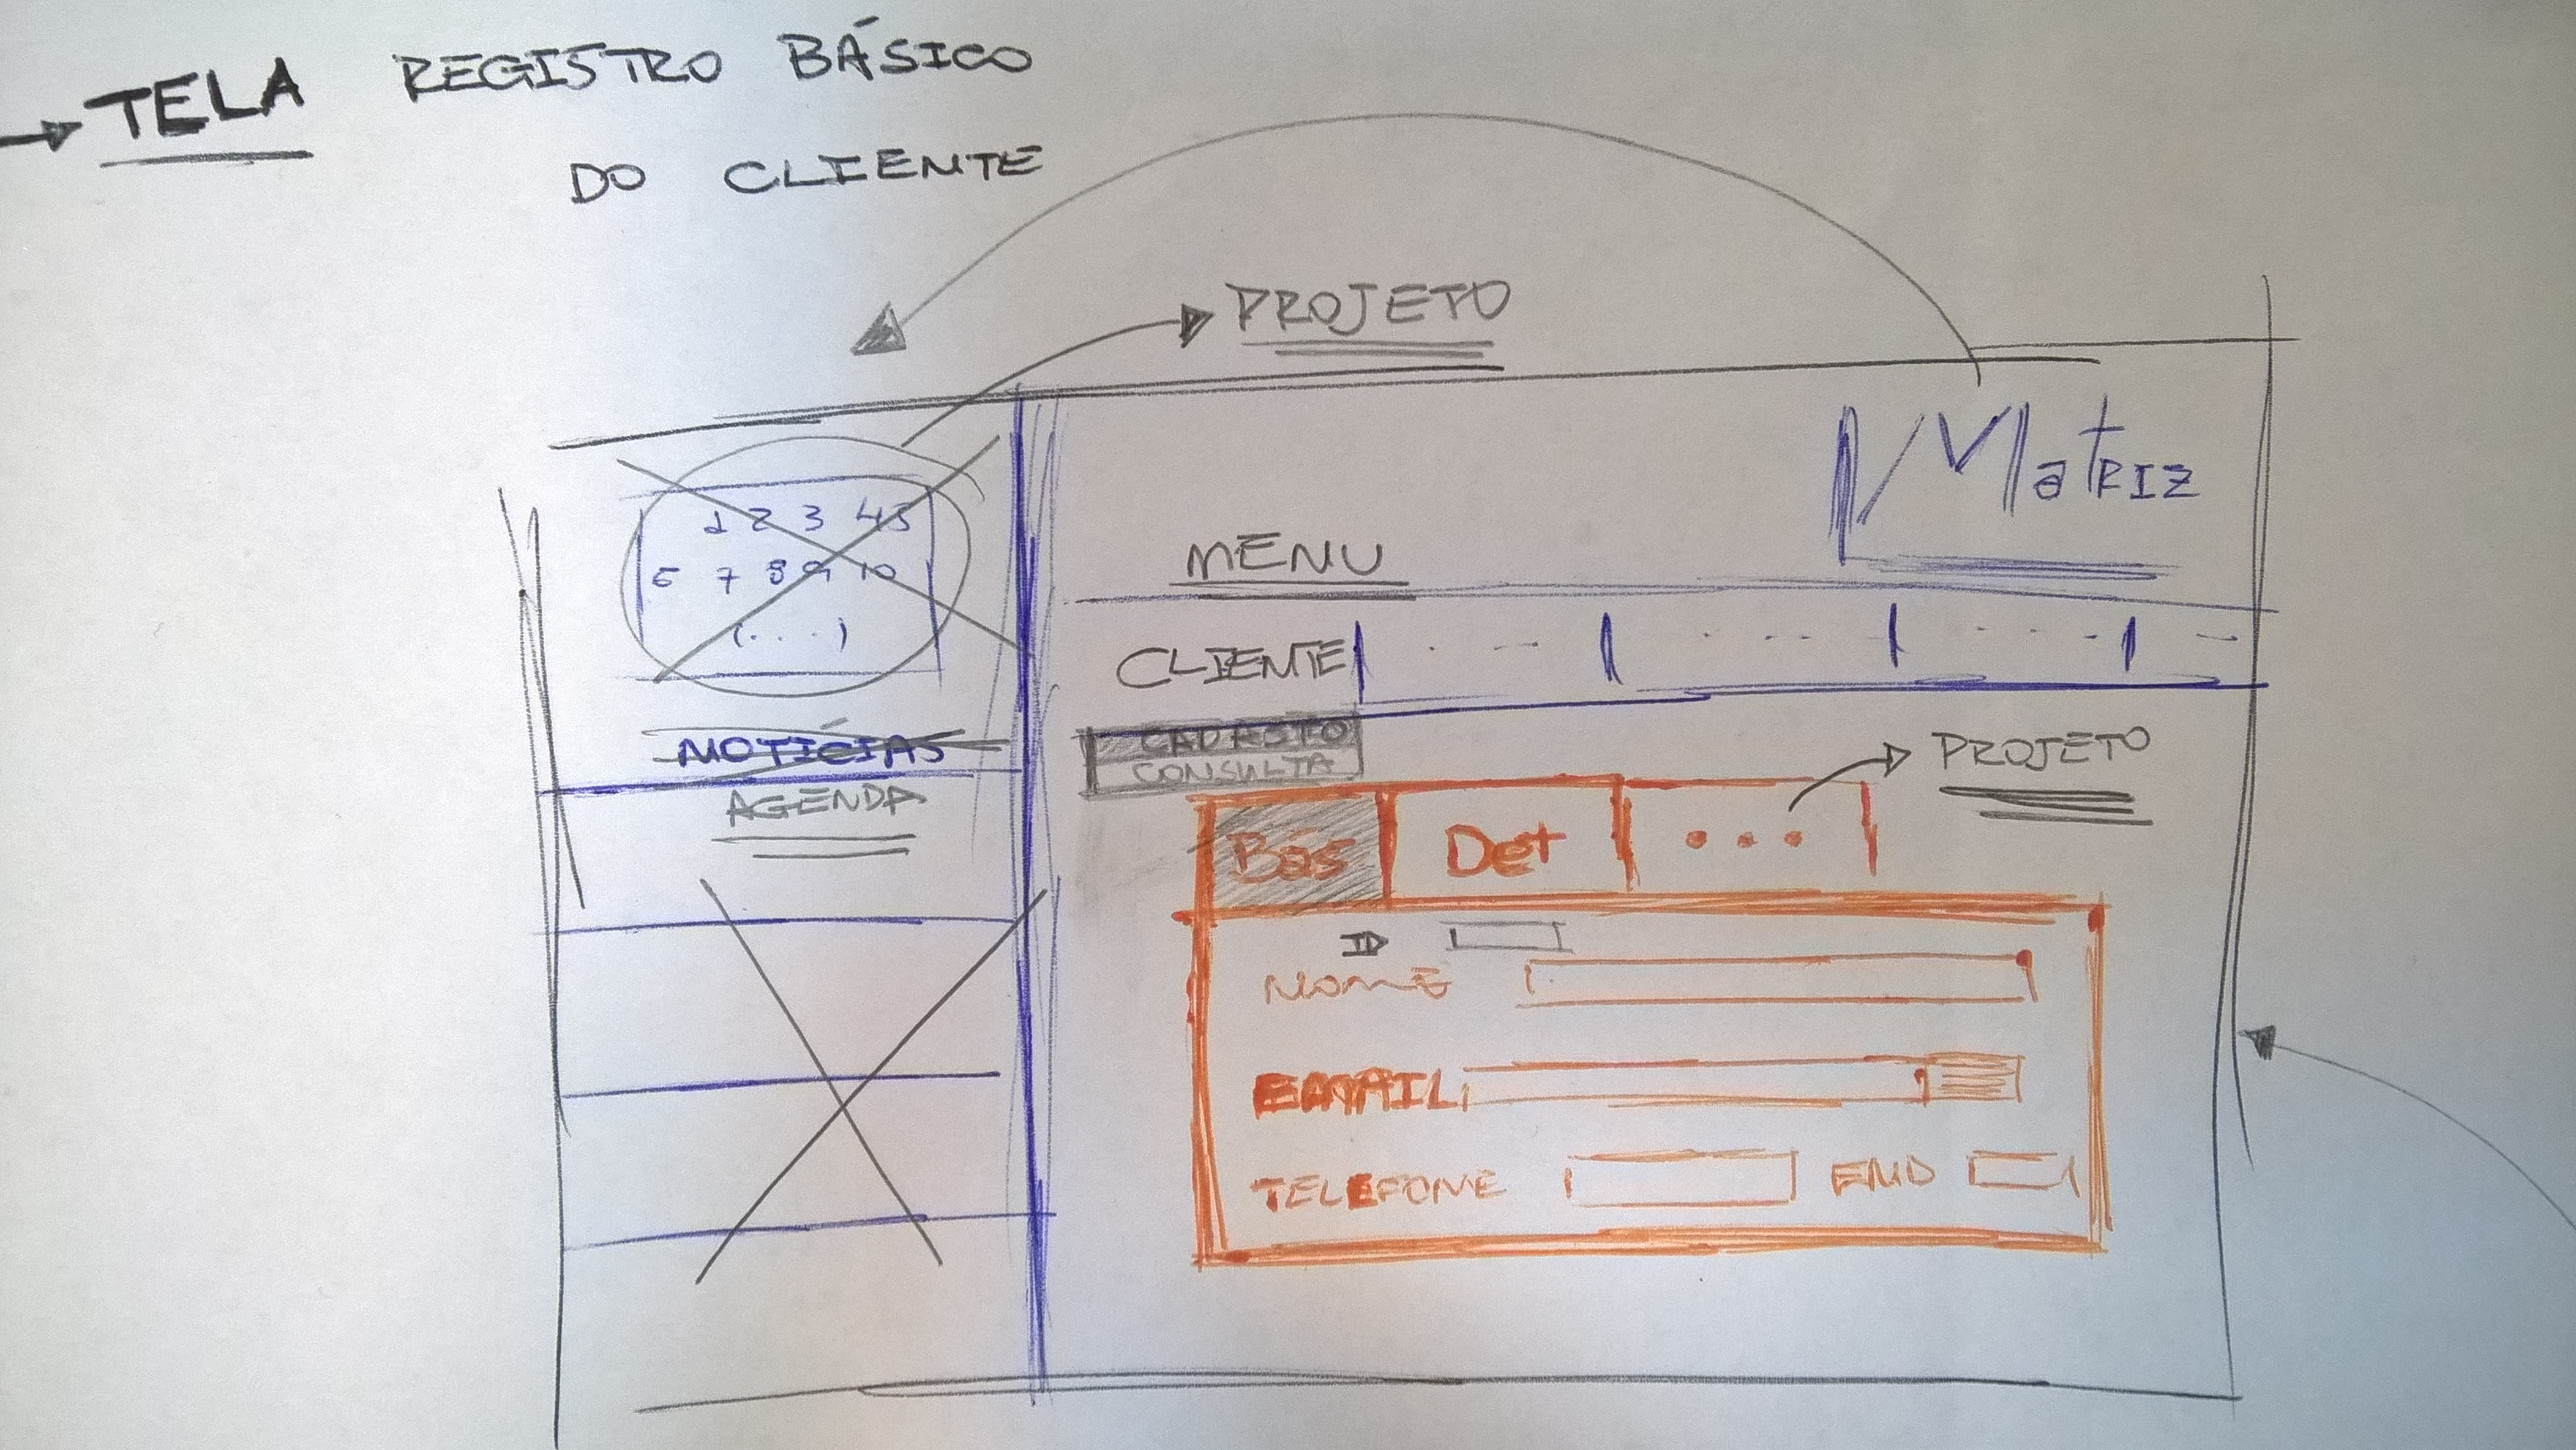 TELA REGISTRO BÁSICO
DO CLIENTE
PROJETO
Matriz
1 2 3 4 5
6 7 8 9 10
(...)
MENU
CLIENTE
NOTÍCIAS
AGENDA
CADASTO
CONSULTA
PROJETO
Bás Det ...
ID
NOME
EMAIL
TELEFONE END